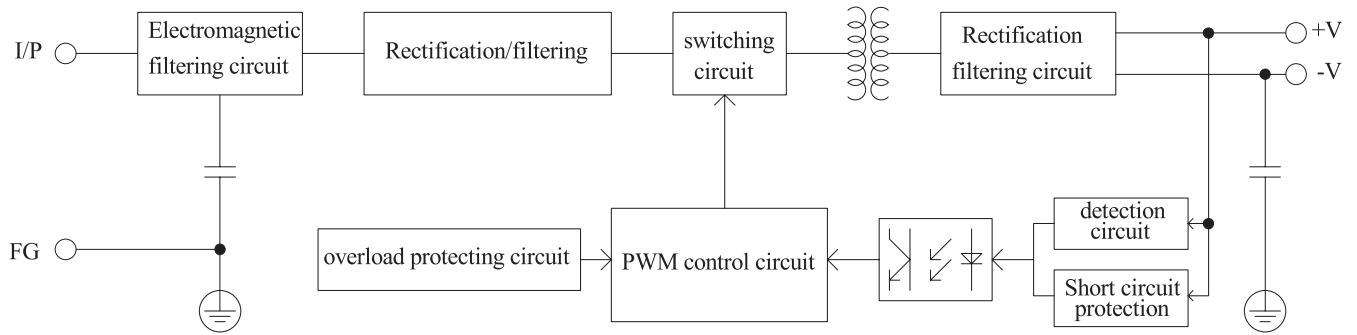 I/P
Electromagnetic
filtering circuit
Rectification/filtering
switching
circuit
Rectification
filtering circuit
+V
-V
FG
overload protecting circuit
PWM control circuit
detection
circuit
Short circuit
protection